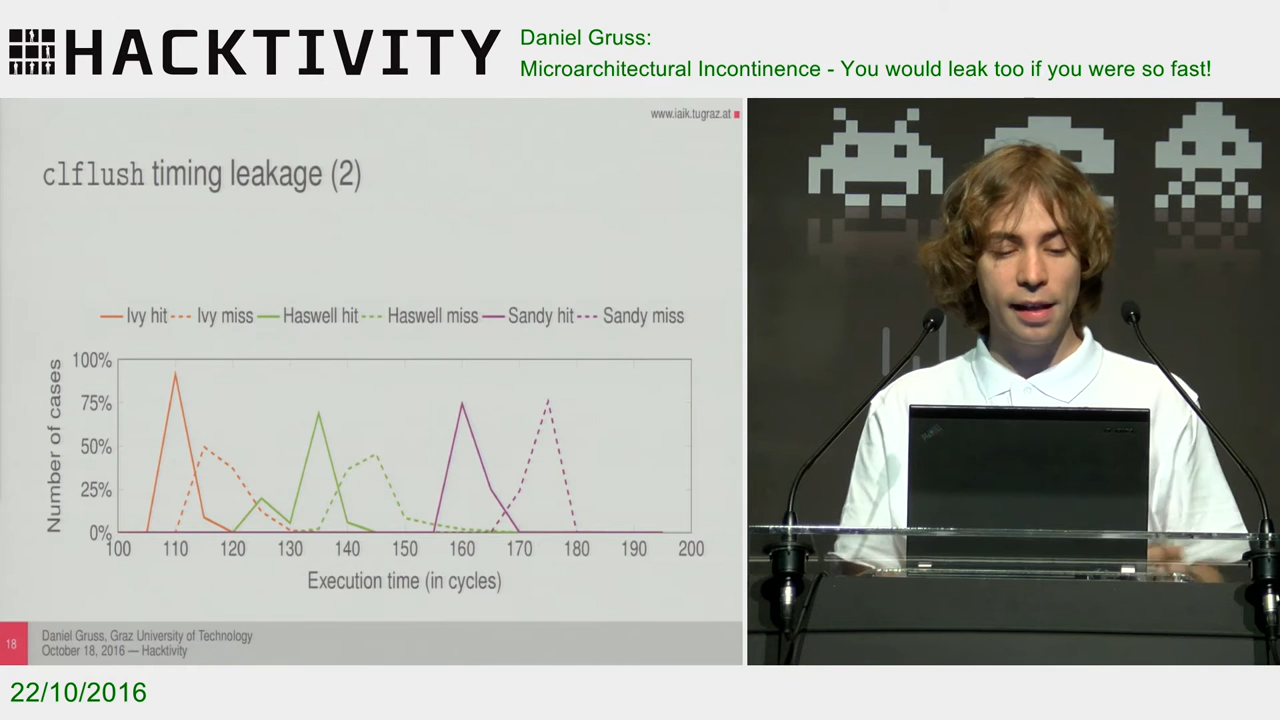 HACKTIVITY
Daniel Gruss:
Microarchitectural Incontinence - You would leak too if you were so fast!
www.iaik.tugraz.at
clflush timing leakage (2)
Ivy hit Ivy miss Haswell hit Haswell miss Sandy hit Sandy miss
Number of cases
100%
75%
50%
25%
0%
100 110 120 130 140 150 160 170 180 190 200
Execution time (in cycles)
18
Daniel Gruss, Graz University of Technology
October 18, 2016 — Hacktivity
22/10/2016